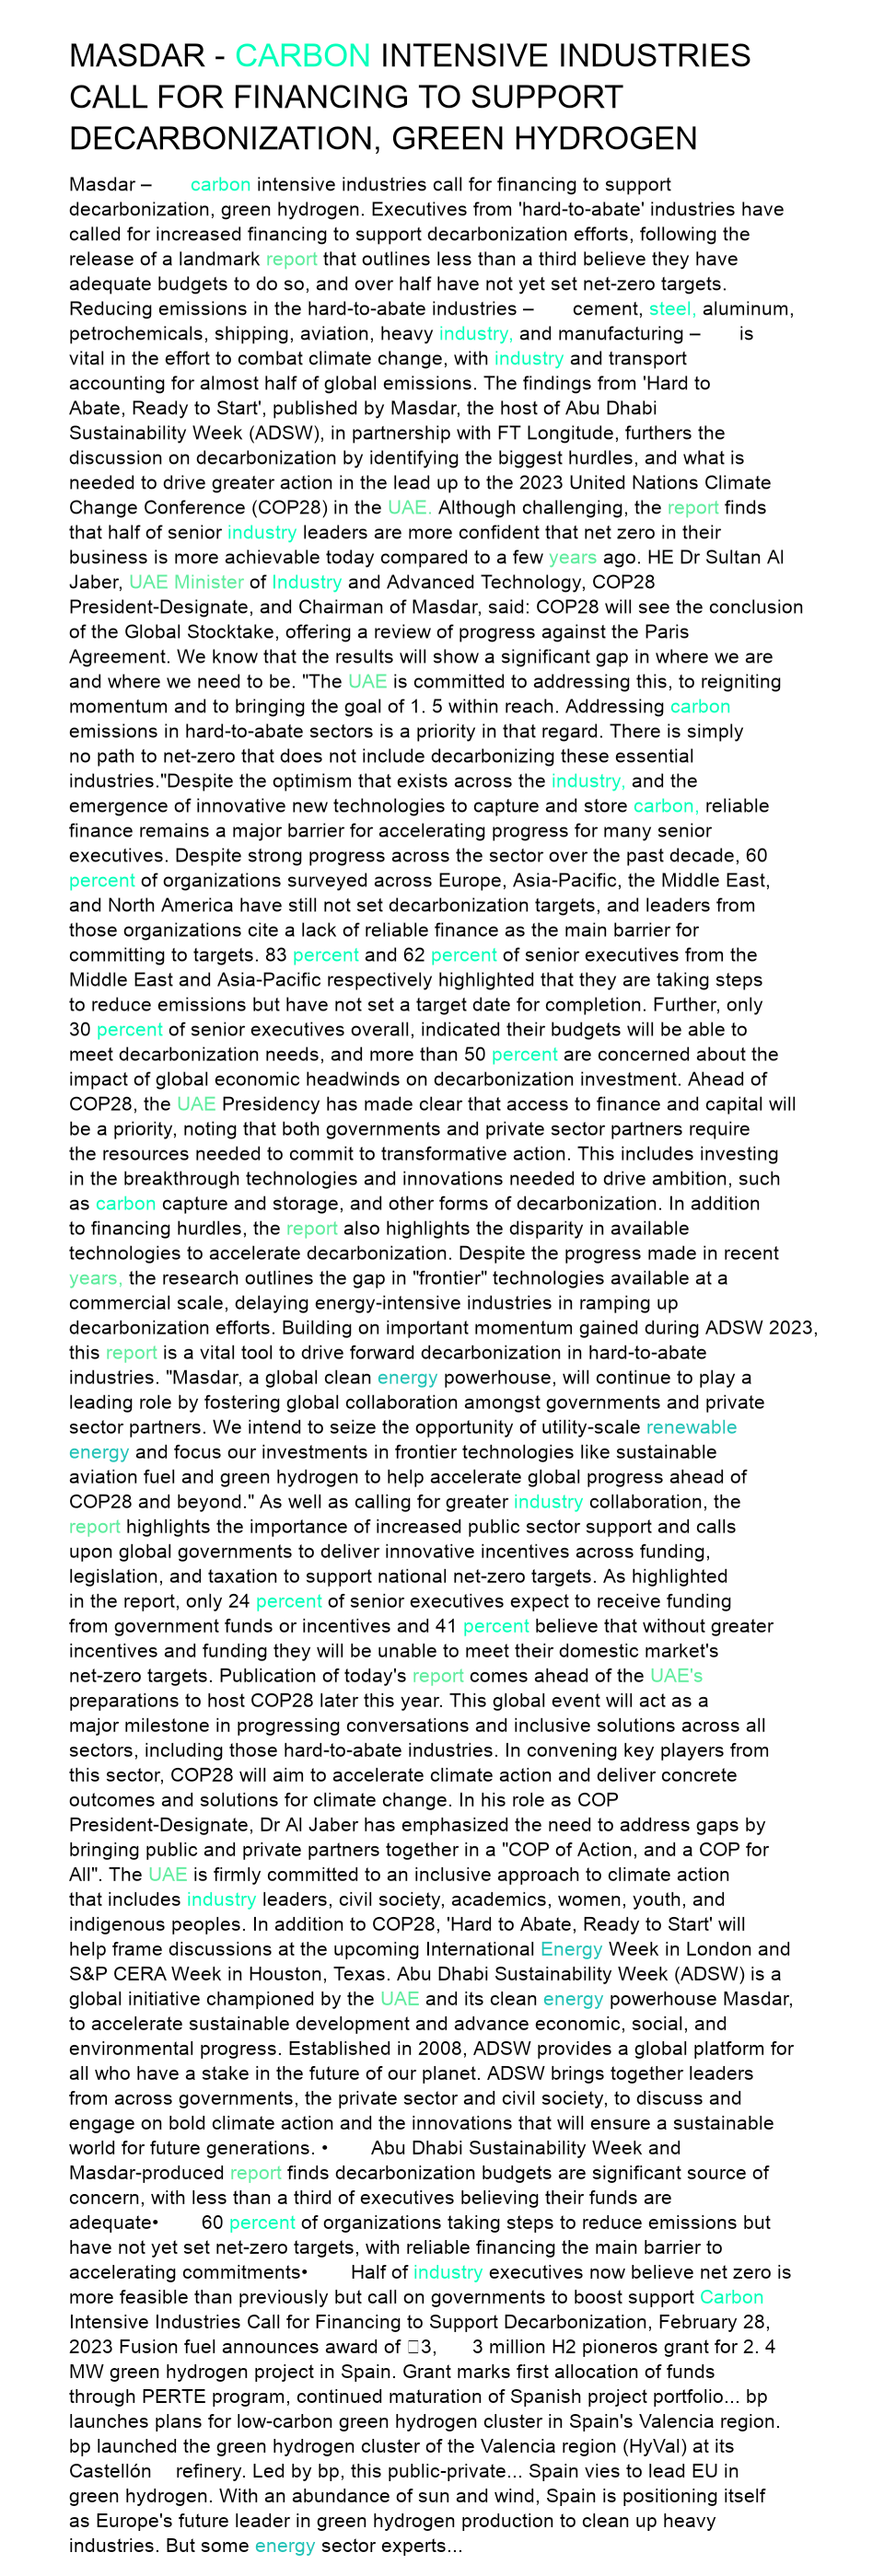 MASDAR - CARBON INTENSIVE INDUSTRIES
CALL FOR FINANCING TO SUPPORT
DECARBONIZATION, GREEN HYDROGEN
Masdar – carbon intensive industries call for financing to support
decarbonization, green hydrogen. Executives from 'hard-to-abate' industries have
called for increased financing to support decarbonization efforts, following the
release of a landmark report that outlines less than a third believe they have
adequate budgets to do so, and over half have not yet set net-zero targets.
Reducing emissions in the hard-to-abate industries – cement, steel, aluminum,
petrochemicals, shipping, aviation, heavy industry, and manufacturing – is
vital in the effort to combat climate change, with industry and transport
accounting for almost half of global emissions. The findings from 'Hard to
Abate, Ready to Start', published by Masdar, the host of Abu Dhabi
Sustainability Week (ADSW), in partnership with FT Longitude, furthers the
discussion on decarbonization by identifying the biggest hurdles, and what is
needed to drive greater action in the lead up to the 2023 United Nations Climate
Change Conference (COP28) in the UAE. Although challenging, the report finds
that half of senior industry leaders are more confident that net zero in their
business is more achievable today compared to a few years ago. HE Dr Sultan Al
Jaber, UAE Minister of Industry and Advanced Technology, COP28
President-Designate, and Chairman of Masdar, said: COP28 will see the conclusion
of the Global Stocktake, offering a review of progress against the Paris
Agreement. We know that the results will show a significant gap in where we are
and where we need to be. "The UAE is committed to addressing this, to reigniting
momentum and to bringing the goal of 1. 5 within reach. Addressing carbon
emissions in hard-to-abate sectors is a priority in that regard. There is simply
no path to net-zero that does not include decarbonizing these essential
industries."Despite the optimism that exists across the industry, and the
emergence of innovative new technologies to capture and store carbon, reliable
finance remains a major barrier for accelerating progress for many senior
executives. Despite strong progress across the sector over the past decade, 60
percent of organizations surveyed across Europe, Asia-Pacific, the Middle East,
and North America have still not set decarbonization targets, and leaders from
those organizations cite a lack of reliable finance as the main barrier for
committing to targets. 83 percent and 62 percent of senior executives from the
Middle East and Asia-Pacific respectively highlighted that they are taking steps
to reduce emissions but have not set a target date for completion. Further, only
30 percent of senior executives overall, indicated their budgets will be able to
meet decarbonization needs, and more than 50 percent are concerned about the
impact of global economic headwinds on decarbonization investment. Ahead of
COP28, the UAE Presidency has made clear that access to finance and capital will
be a priority, noting that both governments and private sector partners require
the resources needed to commit to transformative action. This includes investing
in the breakthrough technologies and innovations needed to drive ambition, such
as carbon capture and storage, and other forms of decarbonization. In addition
to financing hurdles, the report also highlights the disparity in available
technologies to accelerate decarbonization. Despite the progress made in recent
years, the research outlines the gap in "frontier" technologies available at a
commercial scale, delaying energy-intensive industries in ramping up
decarbonization efforts. Building on important momentum gained during ADSW 2023,
this report is a vital tool to drive forward decarbonization in hard-to-abate
industries. "Masdar, a global clean energy powerhouse, will continue to play a
leading role by fostering global collaboration amongst governments and private
sector partners. We intend to seize the opportunity of utility-scale renewable
energy and focus our investments in frontier technologies like sustainable
aviation fuel and green hydrogen to help accelerate global progress ahead of
COP28 and beyond." As well as calling for greater industry collaboration, the
report highlights the importance of increased public sector support and calls
upon global governments to deliver innovative incentives across funding,
legislation, and taxation to support national net-zero targets. As highlighted
in the report, only 24 percent of senior executives expect to receive funding
from government funds or incentives and 41 percent believe that without greater
incentives and funding they will be unable to meet their domestic market's
net-zero targets. Publication of today's report comes ahead of the UAE's
preparations to host COP28 later this year. This global event will act as a
major milestone in progressing conversations and inclusive solutions across all
sectors, including those hard-to-abate industries. In convening key players from
this sector, COP28 will aim to accelerate climate action and deliver concrete
outcomes and solutions for climate change. In his role as COP
President-Designate, Dr Al Jaber has emphasized the need to address gaps by
bringing public and private partners together in a "COP of Action, and a COP for
All". The UAE is firmly committed to an inclusive approach to climate action
that includes industry leaders, civil society, academics, women, youth, and
indigenous peoples. In addition to COP28, 'Hard to Abate, Ready to Start' will
help frame discussions at the upcoming International Energy Week in London and
S&P CERA Week in Houston, Texas. Abu Dhabi Sustainability Week (ADSW) is a
global initiative championed by the UAE and its clean energy powerhouse Masdar,
to accelerate sustainable development and advance economic, social, and
environmental progress. Established in 2008, ADSW provides a global platform for
all who have a stake in the future of our planet. ADSW brings together leaders
from across governments, the private sector and civil society, to discuss and
engage on bold climate action and the innovations that will ensure a sustainable
world for future generations. • Abu Dhabi Sustainability Week and
Masdar-produced report finds decarbonization budgets are significant source of
concern, with less than a third of executives believing their funds are
adequate• 60 percent of organizations taking steps to reduce emissions but
have not yet set net-zero targets, with reliable financing the main barrier to
accelerating commitments• Half of industry executives now believe net zero is
more feasible than previously but call on governments to boost support Carbon
Intensive Industries Call for Financing to Support Decarbonization, February 28,
2023 Fusion fuel announces award of □3, 3 million H2 pioneros grant for 2. 4
MW green hydrogen project in Spain. Grant marks first allocation of funds
through PERTE program, continued maturation of Spanish project portfolio... bp
launches plans for low-carbon green hydrogen cluster in Spain's Valencia region.
bp launched the green hydrogen cluster of the Valencia region (HyVal) at its
Castellón refinery. Led by bp, this public-private... Spain vies to lead EU in
green hydrogen. With an abundance of sun and wind, Spain is positioning itself
as Europe's future leader in green hydrogen production to clean up heavy
industries. But some energy sector experts...